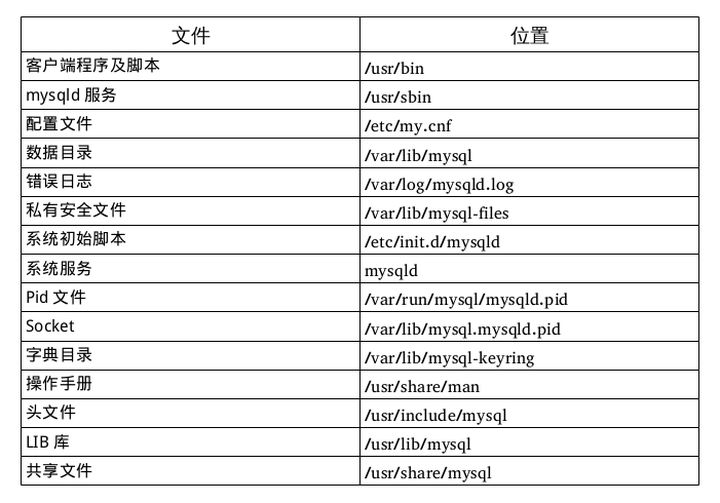 文件 位置
客户端程序及脚本 /usr/bin
mysqld 服务 /usr/sbin
配置文件 /etc/my.cnf
数据目录 /var/lib/mysql
错误日志 /var/log/mysqld.log
私有安全文件 /var/lib/mysql-files
系统初始脚本 /etc/init.d/mysqld
系统服务 mysqld
Pid 文件 /var/run/mysql/mysqld.pid
Socket /var/lib/mysql.mysqld.pid
字典目录 /var/lib/mysql-keyring
操作手册 /usr/share/man
头文件 /usr/include/mysql
LIB 库 /usr/lib/mysql
共享文件 /usr/share/mysql